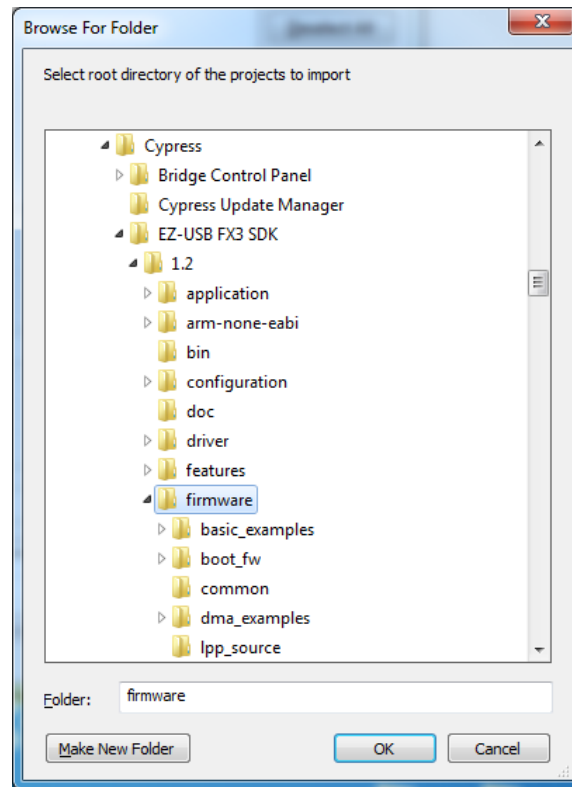 Browse For Folder
Select root directory of the projects to import
Cypress
Bridge Control Panel
Cypress Update Manager
EZ-USB FX3 SDK
1.2
application
arm-none-eabi
bin
configuration
doc
driver
features
firmware
basic_examples
boot_fw
common
dma_examples
lpp_source
Folder: firmware
Make New Folder OK Cancel